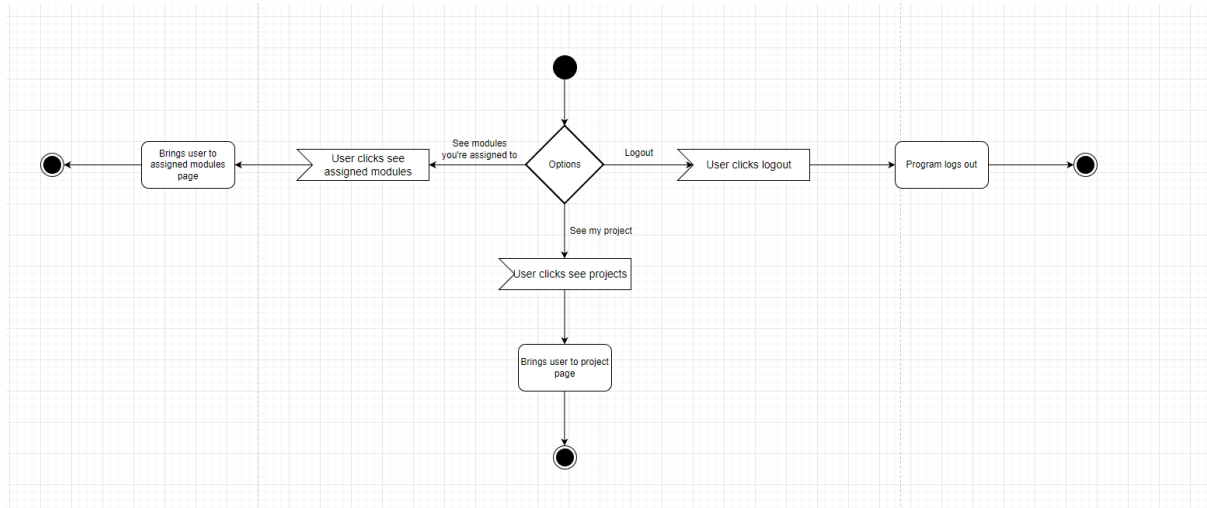 See modules
you're assigned to
Brings user to
assigned modules
page
User clicks see
assigned modules
Options
Logout
User clicks logout
Program logs out
See my project
User clicks see projects
Brings user to project
page